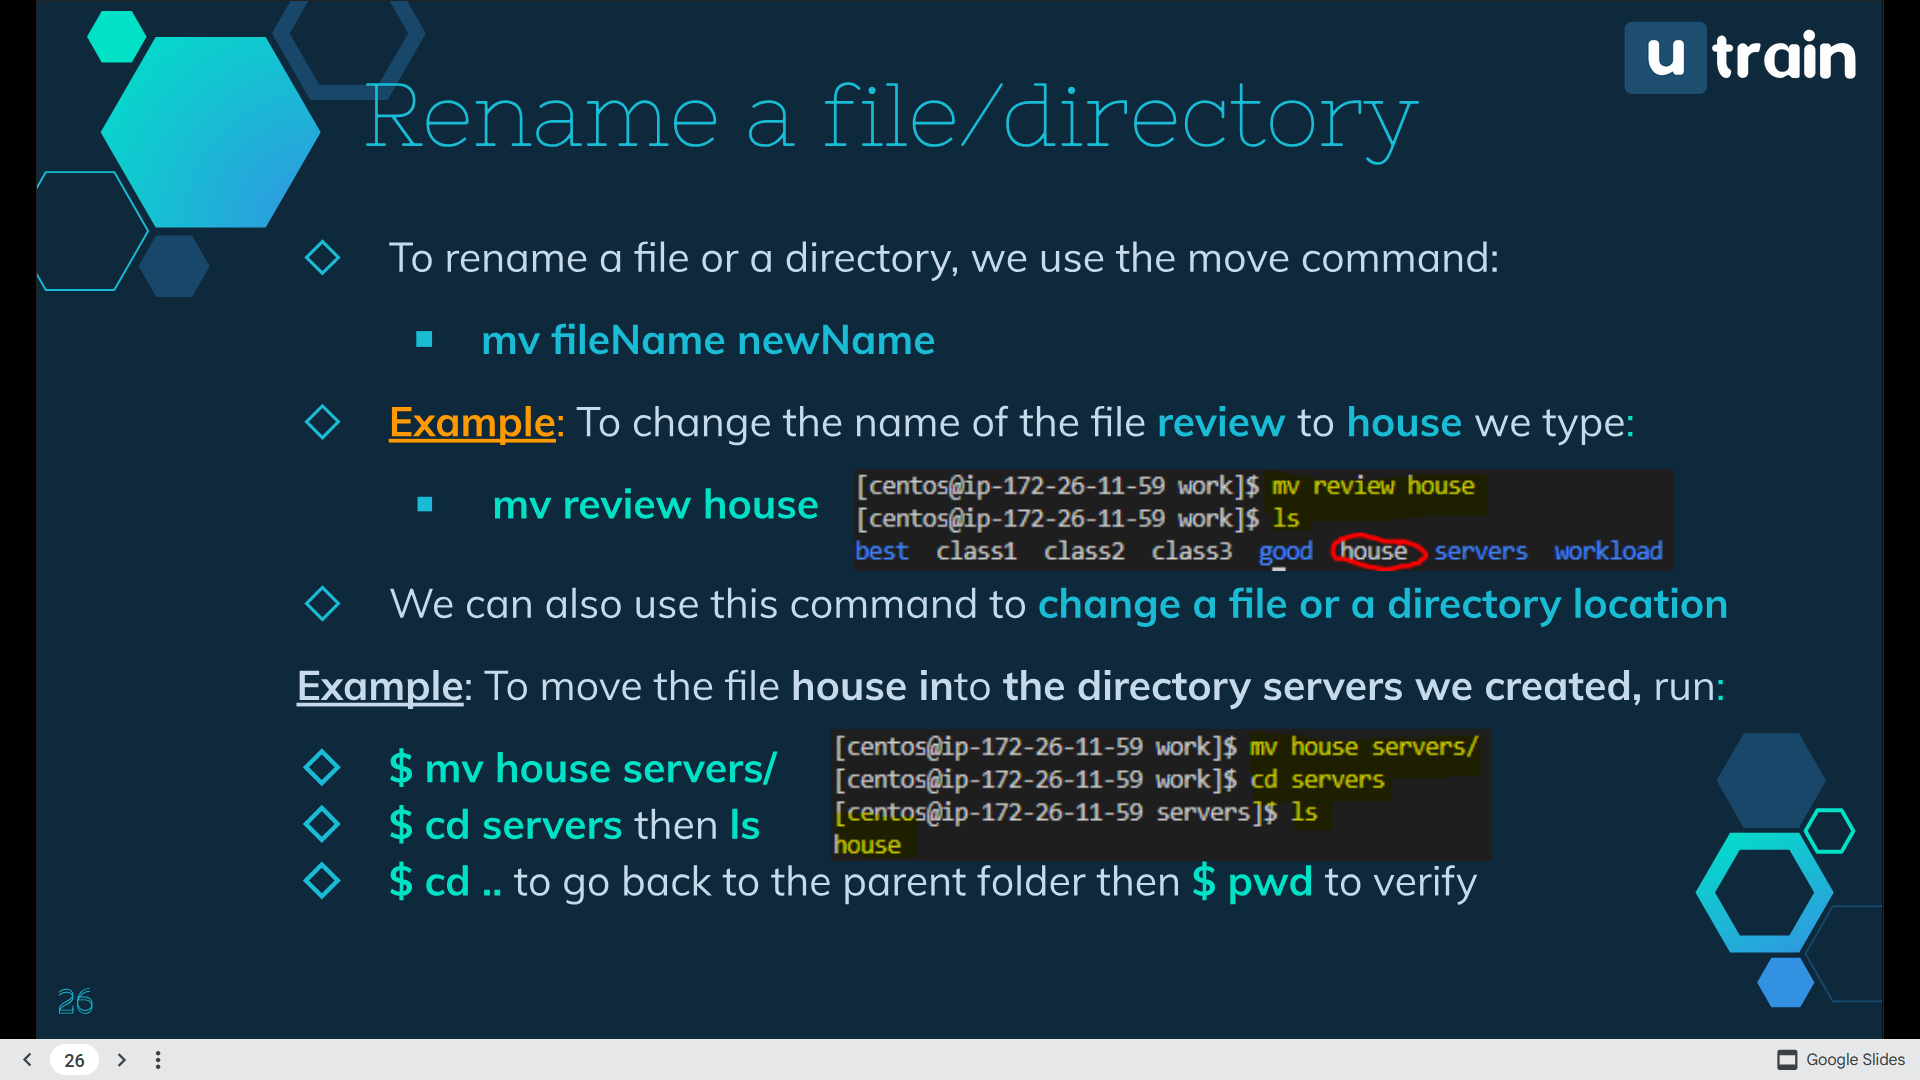 u train
Rename a file/directory
To rename a file or a directory, we use the move command:
mv fileName newName
Example: To change the name of the file review to house we type:
mv review house
[centos@ip-172-26-11-59 work]$ mv review house
[centos@ip-172-26-11-59 work]$ ls
best class1 class2 class3 good house servers workload
We can also use this command to change a file or a directory location
Example: To move the file house into the directory servers we created, run:
$ mv house servers/
$ cd servers then ls
[centos@ip-172-26-11-59 work]$ mv house servers/
[centos@ip-172-26-11-59 work]$ cd servers
[centos@ip-172-26-11-59 servers]$ ls
house
$ cd .. to go back to the parent folder then $ pwd to verify
26
26
Google Slides